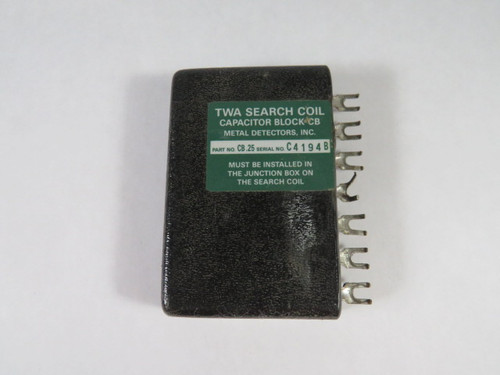 TWA SEARCH COIL
CAPACITOR BLOCK-CB
METAL DETECTORS, INC.
PART NO. CB.25 SERIAL NO. C4194B
MUST BE INSTALLED IN
THE JUNCTION BOX ON
THE SEARCH COIL